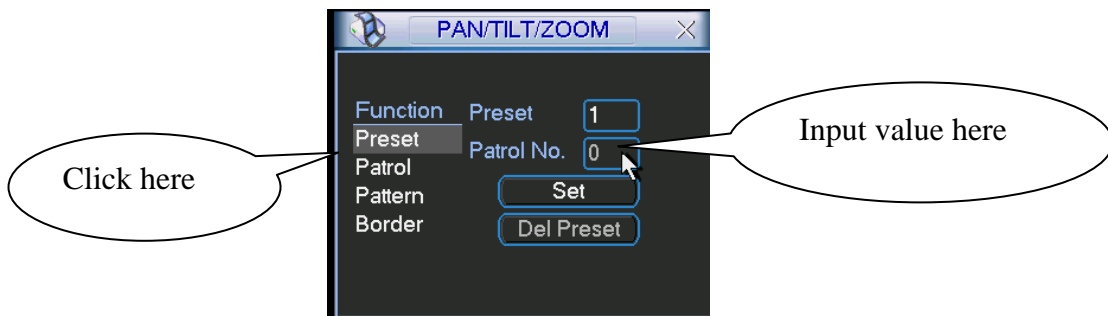 PAN/TILT/ZOOM
Function Preset 1
Preset Patrol No. 0
Patrol
Pattern Set
Border Del Preset
Click here
Input value here